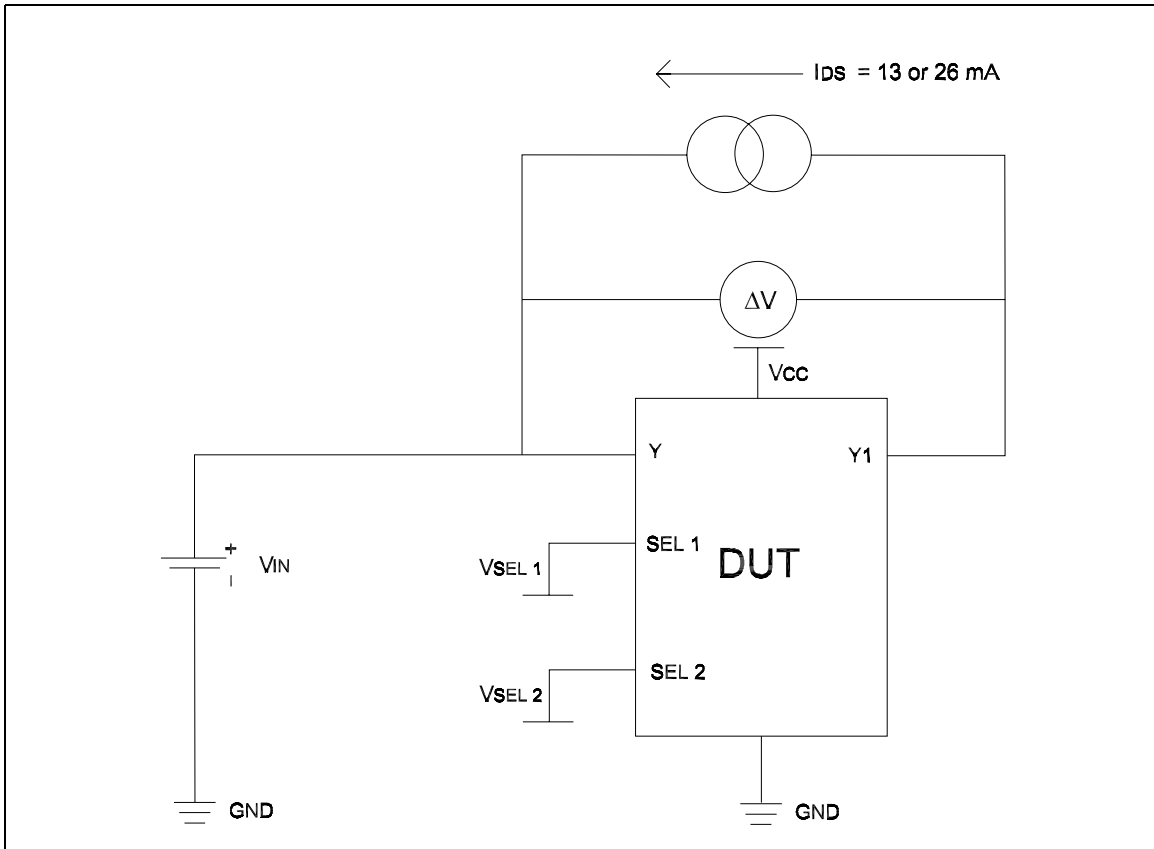 IDS = 13 or 26 mA
ΔV
VCC
Y
Y1
SEL 1
DUT
+
-
VIN
VSEL 1
SEL 2
VSEL 2
GND
GND